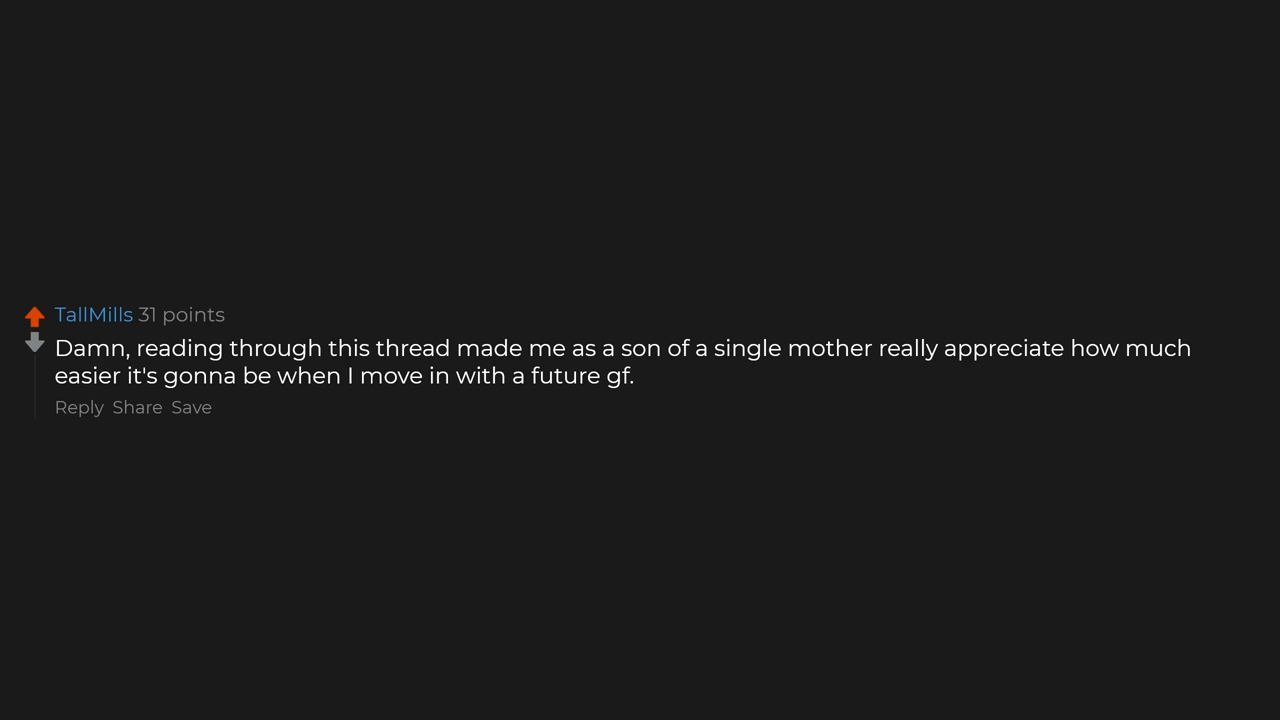 TallMills 31 points
Damn, reading through this thread made me as a son of a single mother really appreciate how much
easier it's gonna be when I move in with a future gf.
Reply Share Save